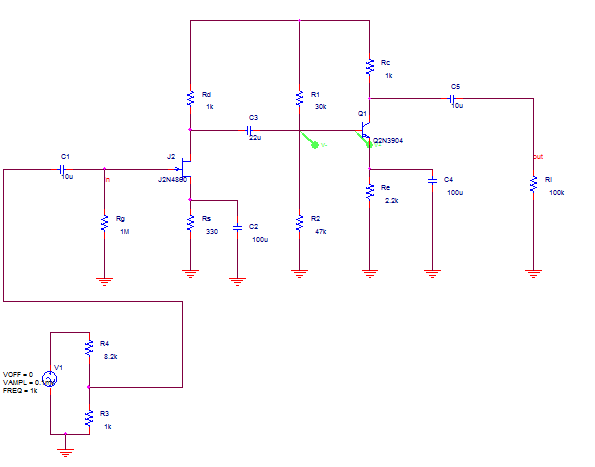 Rc
1k
Rd
1k
R1
30k
C5
10u
Q1
C3
22u
Q2N3904
C1
10u
J2
J2N4860
in
out
Re
2.2k
C4
100u
Rl
100k
Rg
1M
Rs
330
C2
100u
R2
47k
R4
8.2k
V1
VOFF = 0
VAMPL =
FREQ = 1k
R3
1k